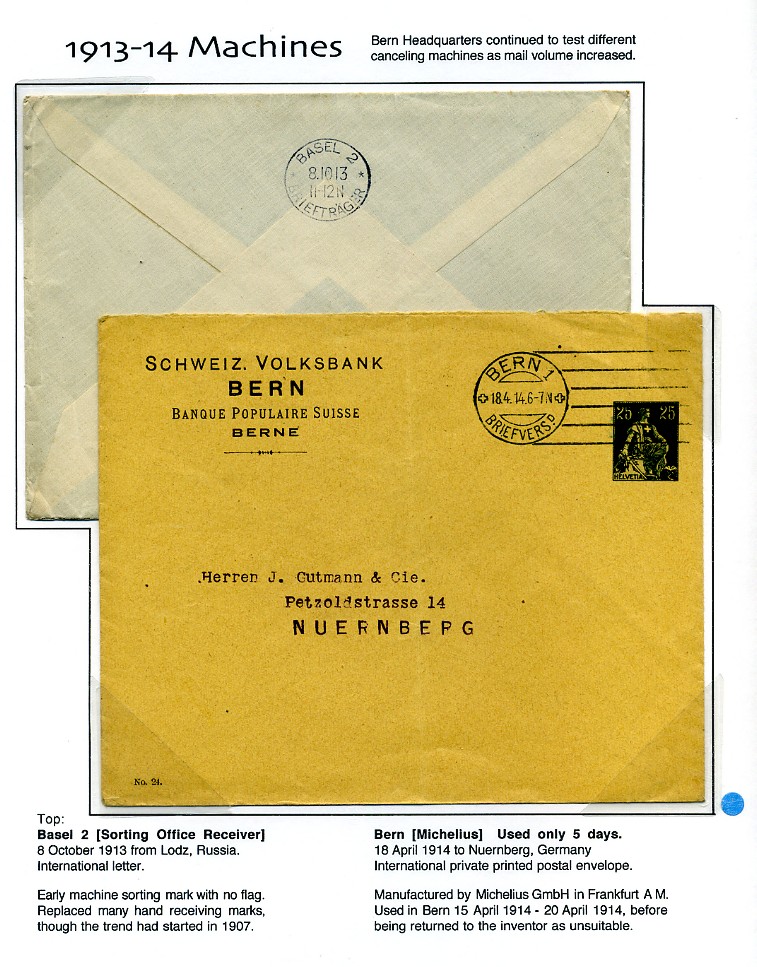 1913-14 Machines
Bern Headquarters continued to test different
canceling machines as mail volume increased.
BASEL 2
8.10 13
11-12N
BRIEFTRÄGER
SCHWEIZ. VOLKSBANK
BERN
BANQUE POPULAIRE SUISSE
BERNE
BERN 1
18.4.14.6-7N
BRIEFVERS.D
25 25
HELVETIA
Herren J. Gutmann & Cie.
Petzoldstrasse 14
NUERNBERG
No. 24.
Top:
Basel 2 [Sorting Office Receiver]
8 October 1913 from Lodz, Russia.
International letter.
Early machine sorting mark with no flag.
Replaced many hand receiving marks,
though the trend had started in 1907.
Bern [Michelius] Used only 5 days.
18 April 1914 to Nuernberg, Germany
International private printed postal envelope.
Manufactured by Michelius GmbH in Frankfurt A M.
Used in Bern 15 April 1914 - 20 April 1914, before
being returned to the inventor as unsuitable.